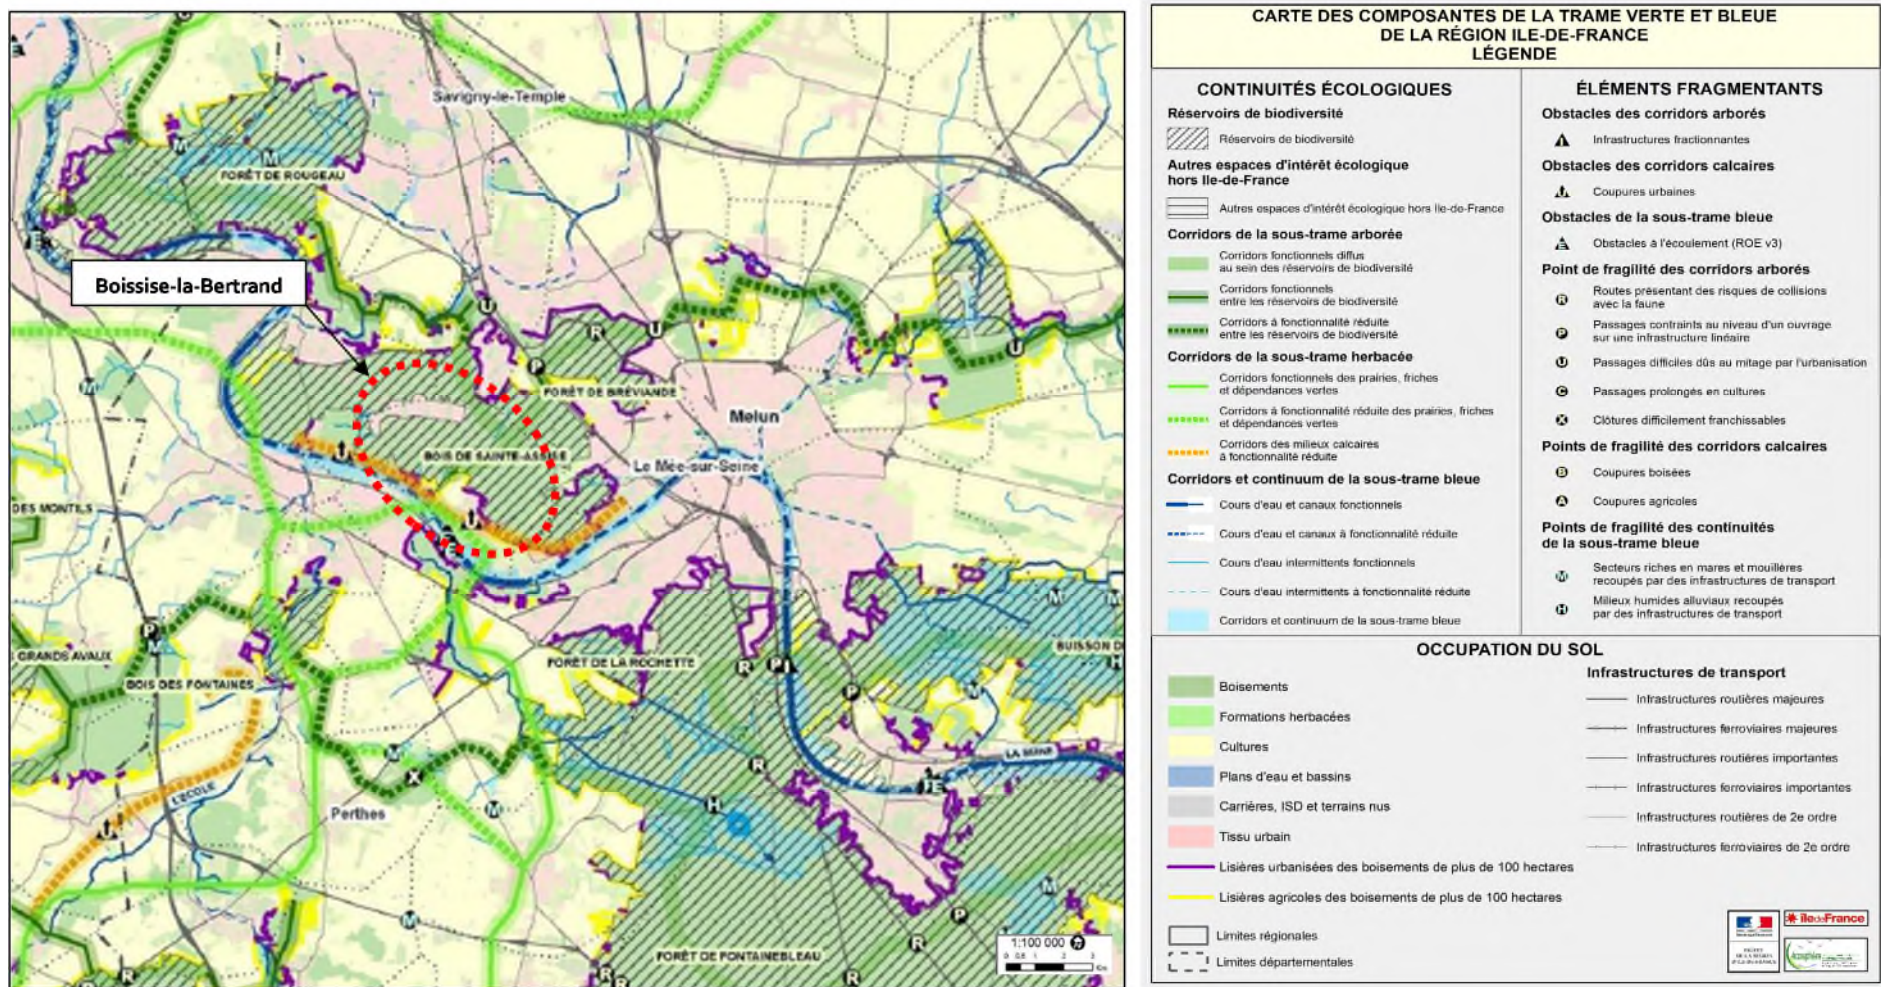 Savigny-le-Temple
M
M
FORÊT DE ROUGEAU
E
Boissise-la-Bertrand
U
R
U
U
P
M
FORÊT DE BRÉVIANDE
Melun
BOIS DE SAINTE-ASSISE
Le Mée-sur-Seine
DES MONTILS
U
U
E
M
M
M
P
M
BUISSON D
GRANDS AVAUX
FORÊT DE LA ROCHETTE
R
P
H
BOIS DES FONTAINES
P
M
LA SEINE
M
R
X
E
H
L'ECOLE
M
Perthes
U
M
M
P
R
1:100 000
0 0.5 1 2 3
Km
FORÊT DE FONTAINEBLEAU
R
R
R
CARTE DES COMPOSANTES DE LA TRAME VERTE ET BLEUE
DE LA RÉGION ILE-DE-FRANCE
LÉGENDE
CONTINUITÉS ÉCOLOGIQUES
Réservoirs de biodiversité
Réservoirs de biodiversité
Autres espaces d'intérêt écologique
hors Ile-de-France
Autres espaces d'intérêt écologique hors Ile-de-France
Corridors de la sous-trame arborée
Corridors fonctionnels diffus
au sein des réservoirs de biodiversité
Corridors fonctionnels
entre les réservoirs de biodiversité
Corridors à fonctionnalité réduite
entre les réservoirs de biodiversité
Corridors de la sous-trame herbacée
Corridors fonctionnels des prairies, friches
et dépendances vertes
Corridors à fonctionnalité réduite des prairies, friches
et dépendances vertes
Corridors des milieux calcaires
à fonctionnalité réduite
Corridors et continuum de la sous-trame bleue
Cours d'eau et canaux fonctionnels
Cours d'eau et canaux à fonctionnalité réduite
Cours d'eau intermittents fonctionnels
Cours d'eau intermittents à fonctionnalité réduite
Corridors et continuum de la sous-trame bleue
ÉLÉMENTS FRAGMENTANTS
Obstacles des corridors arborés
I Infrastructures fractionnantes
Obstacles des corridors calcaires
U Coupures urbaines
Obstacles de la sous-trame bleue
E Obstacles à l'écoulement (ROE v3)
Point de fragilité des corridors arborés
R Routes présentant des risques de collisions
avec la faune
P Passages contraints au niveau d'un ouvrage
sur une infrastructure linéaire
U Passages difficiles dûs au mitage par l'urbanisation
C Passages prolongés en cultures
X Clôtures difficilement franchissables
Points de fragilité des corridors calcaires
B Coupures boisées
A Coupures agricoles
Points de fragilité des continuités
de la sous-trame bleue
M Secteurs riches en mares et mouillères
recoupés par des infrastructures de transport
H Milieux humides alluviaux recoupés
par des infrastructures de transport
OCCUPATION DU SOL
Boisements
Formations herbacées
Cultures
Plans d'eau et bassins
Carrières, ISD et terrains nus
Tissu urbain
Lisières urbanisées des boisements de plus de 100 hectares
Lisières agricoles des boisements de plus de 100 hectares
Limites régionales
Limites départementales
Infrastructures de transport
Infrastructures routières majeures
Infrastructures ferroviaires majeures
Infrastructures routières importantes
Infrastructures ferroviaires importantes
Infrastructures routières de 2e ordre
Infrastructures ferroviaires de 2e ordre
îledeFrance